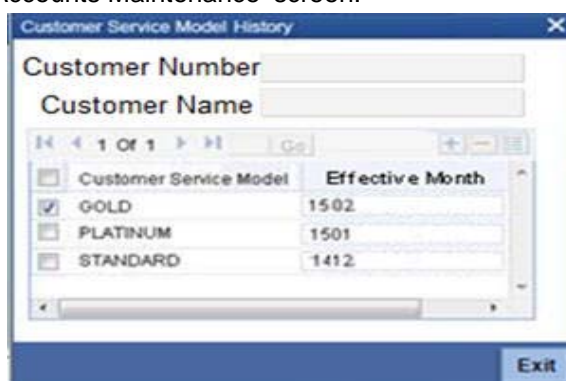 Accounts Maintenance' screen.
Customer Service Model History
Customer Number
Customer Name
1 Of 1 Go
Customer Service Model Effective Month
GOLD 1502
PLATINUM 1501
STANDARD 1412
Exit